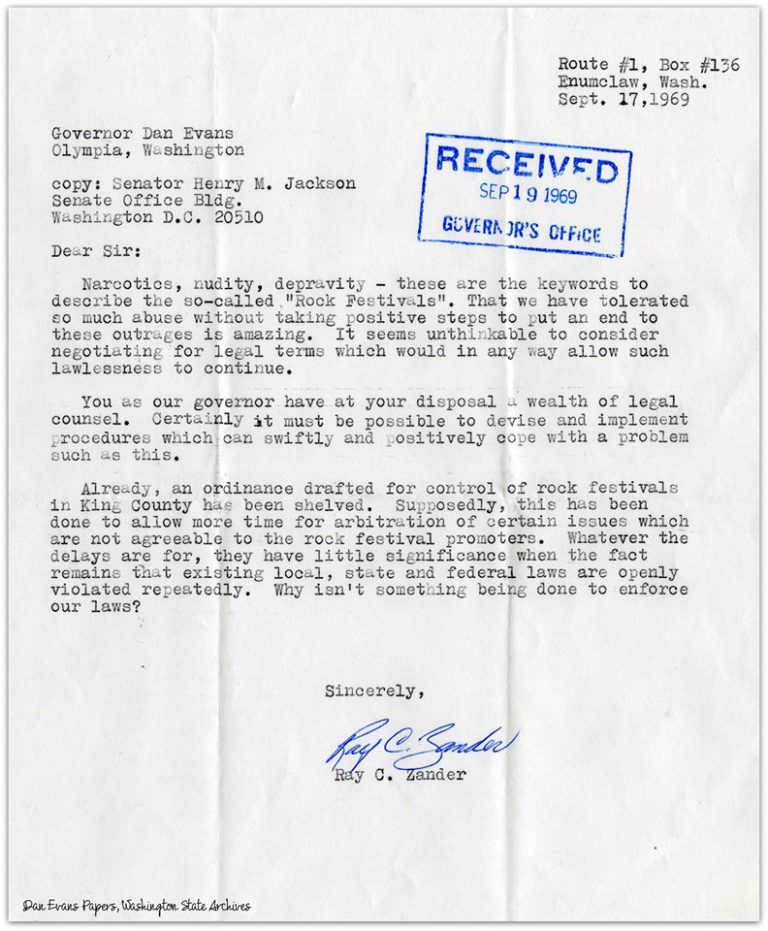 Route #1, Box #136
Enumclaw, Wash.
Sept. 17,1969
Governor Dan Evans
Olympia, Washington
copy: Senator Henry M. Jackson
Senate Office Bldg.
Washington D.C. 20510
RECEIVED
SEP 19 1969
GOVERNOR'S OFFICE
Dear Sir:
Narcotics, nudity, depravity - these are the keywords to
describe the so-called "Rock Festivals". That we have tolerated
so much abuse without taking positive steps to put an end to
these outrages is amazing. It seems unthinkable to consider
negotiating for legal terms which would in any way allow such
lawlessness to continue.
You as our governor have at your disposal a wealth of legal
counsel. Certainly it must be possible to devise and implement
procedures which can swiftly and positively cope with a problem
such as this.
Already, an ordinance drafted for control of rock festivals
in King County has been shelved. Supposedly, this has been
done to allow more time for arbitration of certain issues which
are not agreeable to the rock festival promoters. Whatever the
delays are for, they have little significance when the fact
remains that existing local, state and federal laws are openly
violated repeatedly. Why isn't something being done to enforce
our laws?
Sincerely,
Ray C. Zander
Ray C. Zander
Dan Evans Papers, Washington State Archives